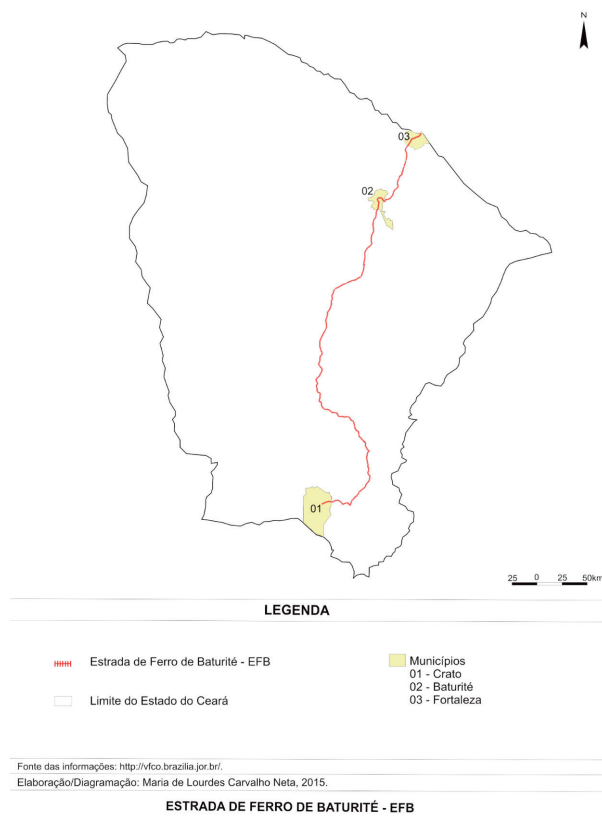 N
03
02
01
25 0 25 50km
LEGENDA
Estrada de Ferro de Baturité - EFB
Limite do Estado do Ceará
Municípios
01 - Crato
02 - Baturité
03 - Fortaleza
Fonte das informações: http://vfco.brazilia.jor.br/.
Elaboração/Diagramação: Maria de Lourdes Carvalho Neta, 2015.
ESTRADA DE FERRO DE BATURITÉ - EFB